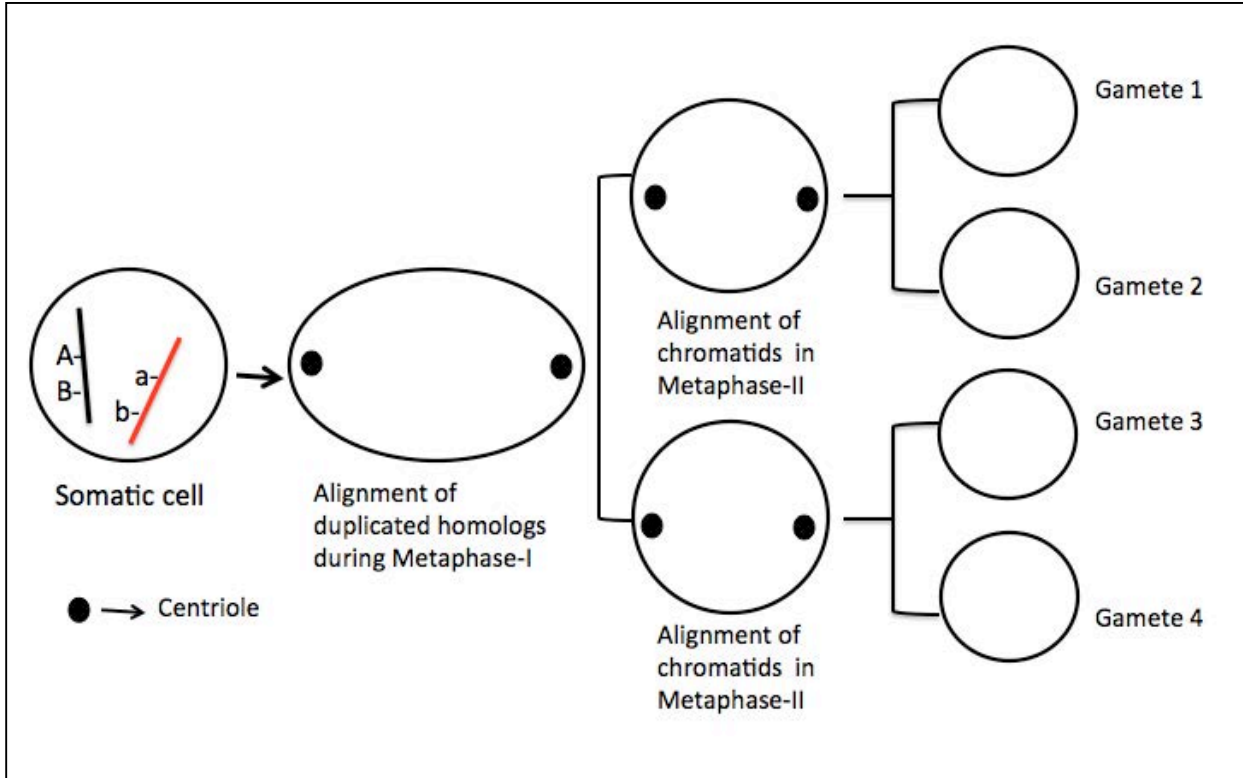 A-
B-
a-
b-
Somatic cell
Centriole
Alignment of
duplicated homologs
during Metaphase-I
Alignment of
chromatids in
Metaphase-II
Alignment of
chromatids in
Metaphase-II
Gamete 1
Gamete 2
Gamete 3
Gamete 4